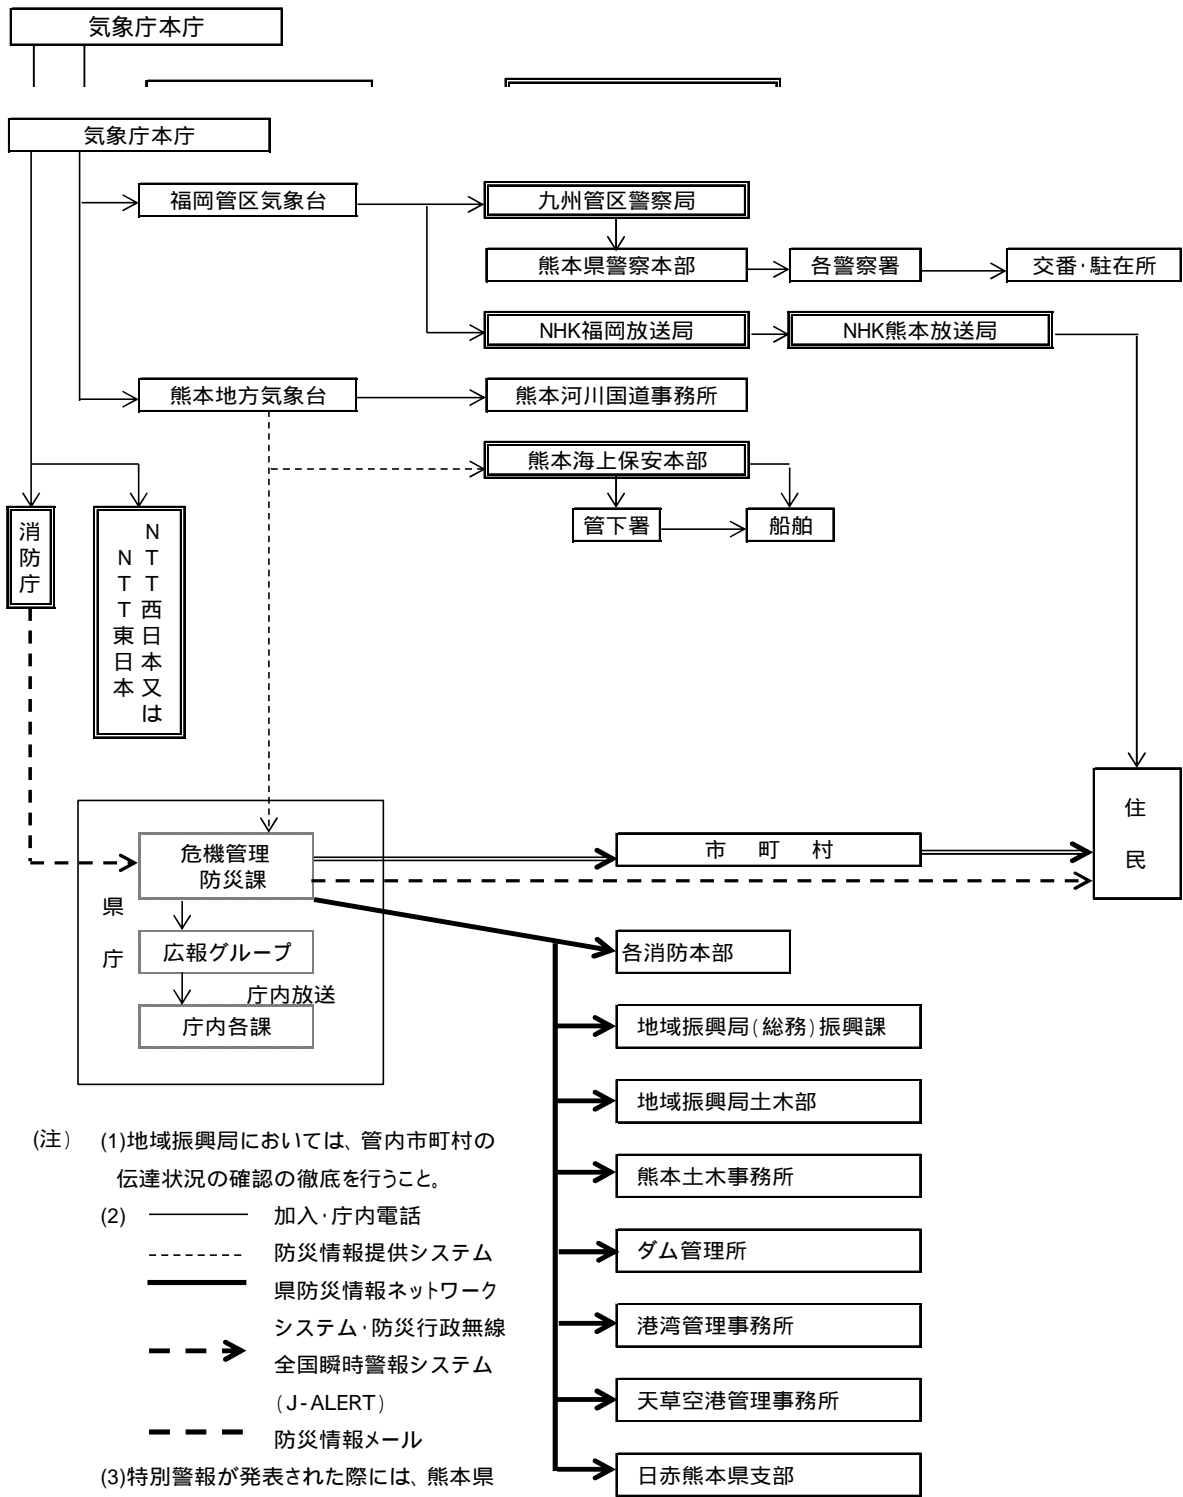 気象庁本庁
気象庁本庁
福岡管区気象台
九州管区警察局
熊本県警察本部
各警察署
交番・駐在所
NHK福岡放送局
NHK熊本放送局
熊本地方気象台
熊本河川国道事務所
熊本海上保安本部
管下署
船舶
消防庁
NTT西日本又は
NTT東日本
住民
県庁
危機管理
防災課
市町村
広報グループ
庁内放送
庁内各課
各消防本部
地域振興局(総務)振興課
地域振興局土木部
熊本土木事務所
ダム管理所
港湾管理事務所
天草空港管理事務所
日赤熊本県支部
(注) (1)地域振興局においては、管内市町村の
伝達状況の確認の徹底を行うこと。
(2) 加入・庁内電話
防災情報提供システム
県防災情報ネットワーク
システム・防災行政無線
全国瞬時警報システム
(J-ALERT)
防災情報メール
(3)特別警報が発表された際には、熊本県